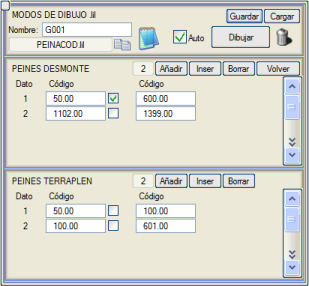 MODOS DE DIBUJO .lil
Guardar Cargar
Nombre: G001
PEINACOD.lil
Auto
Dibujar
PEINES DESMONTE 2 Añadir Inser Borrar Volver
Dato Código Código
1 50.00 600.00
2 1102.00 1399.00
PEINES TERRAPLEN 2 Añadir Inser Borrar
Dato Código Código
1 50.00 100.00
2 100.00 601.00